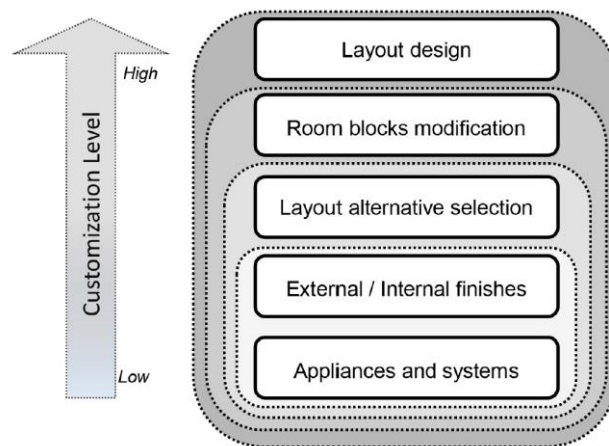 High
Customization Level
Low
Layout design
Room blocks modification
Layout alternative selection
External / Internal finishes
Appliances and systems